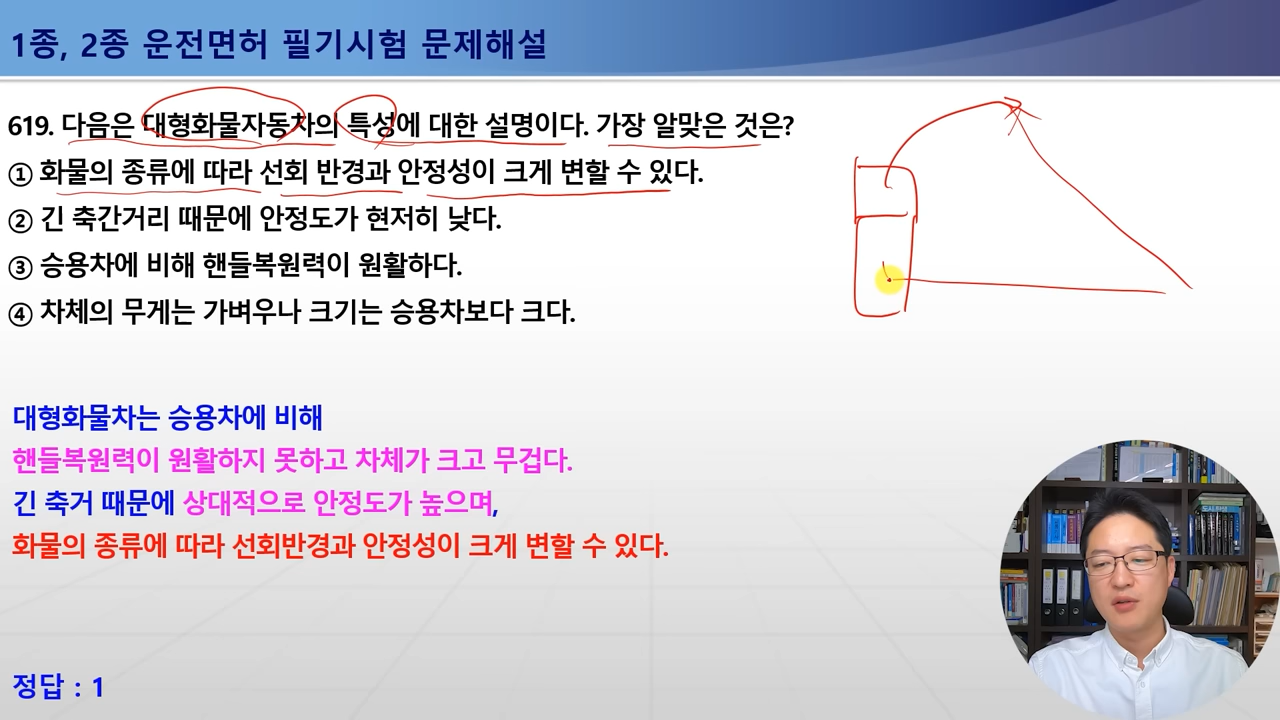 1종, 2종 운전면허 필기시험 문제해설
619. 다음은 대형화물자동차의 특성에 대한 설명이다. 가장 알맞은 것은?
① 화물의 종류에 따라 선회 반경과 안정성이 크게 변할 수 있다.
② 긴 축간거리 때문에 안정도가 현저히 낮다.
③ 승용차에 비해 핸들복원력이 원활하다.
④ 차체의 무게는 가벼우나 크기는 승용차보다 크다.
대형화물차는 승용차에 비해
핸들복원력이 원활하지 못하고 차체가 크고 무겁다.
긴 축거 때문에 상대적으로 안정도가 높으며,
화물의 종류에 따라 선회반경과 안정성이 크게 변할 수 있다.
정답 : 1